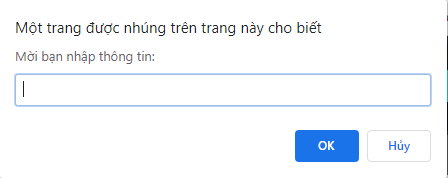 Một trang được nhúng trên trang này cho biết
Mời bạn nhập thông tin:
OK
Hủy